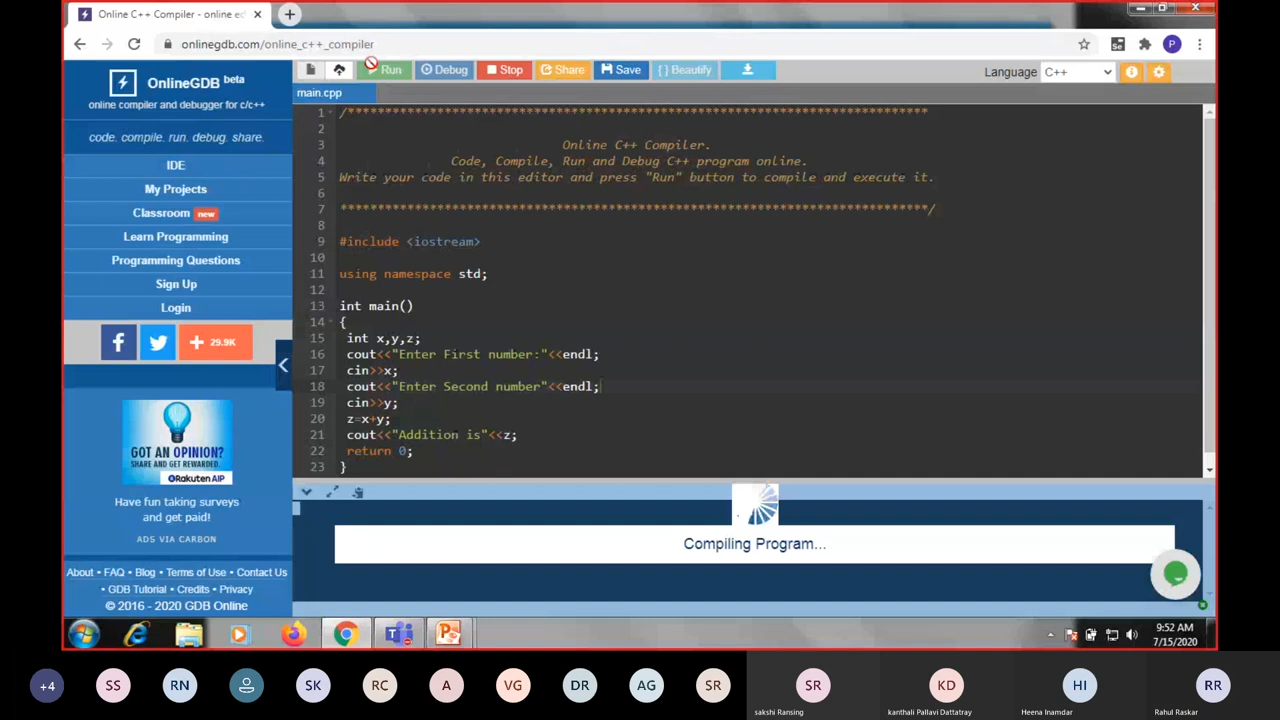 Online C++ Compiler - online ed
onlinegdb.com/online_c++_compiler
P
OnlineGDB beta
online compiler and debugger for c/c++
code. compile. run. debug. share.
IDE
My Projects
Classroom new
Learn Programming
Programming Questions
Sign Up
Login
29.9K
GOT AN OPINION?
SHARE AND GET REWARDED.
Rakuten AIP
Have fun taking surveys
and get paid!
ADS VIA CARBON
About • FAQ • Blog • Terms of Use • Contact Us
• GDB Tutorial • Credits • Privacy
© 2016 - 2020 GDB Online
Run Debug Stop Share Save { } Beautify
Language C++
main.cpp
1 /*******************************************************************************
2
3 Online C++ Compiler.
4 Code, Compile, Run and Debug C++ program online.
5 Write your code in this editor and press "Run" button to compile and execute it.
6
7 *******************************************************************************/
8
9 #include <iostream>
10
11 using namespace std;
12
13 int main()
14 {
15 int x,y,z;
16 cout<<"Enter First number:"<<endl;
17 cin>>x;
18 cout<<"Enter Second number"<<endl;
19 cin>>y;
20 z=x+y;
21 cout<<"Addition is"<<z;
22 return 0;
23 }
Compiling Program...
9:52 AM
7/15/2020
+4 SS RN SK RC A VG DR AG SR SR KD HI RR
sakshi Ransing kanthali Pallavi Dattatray Heena Inamdar Rahul Raskar